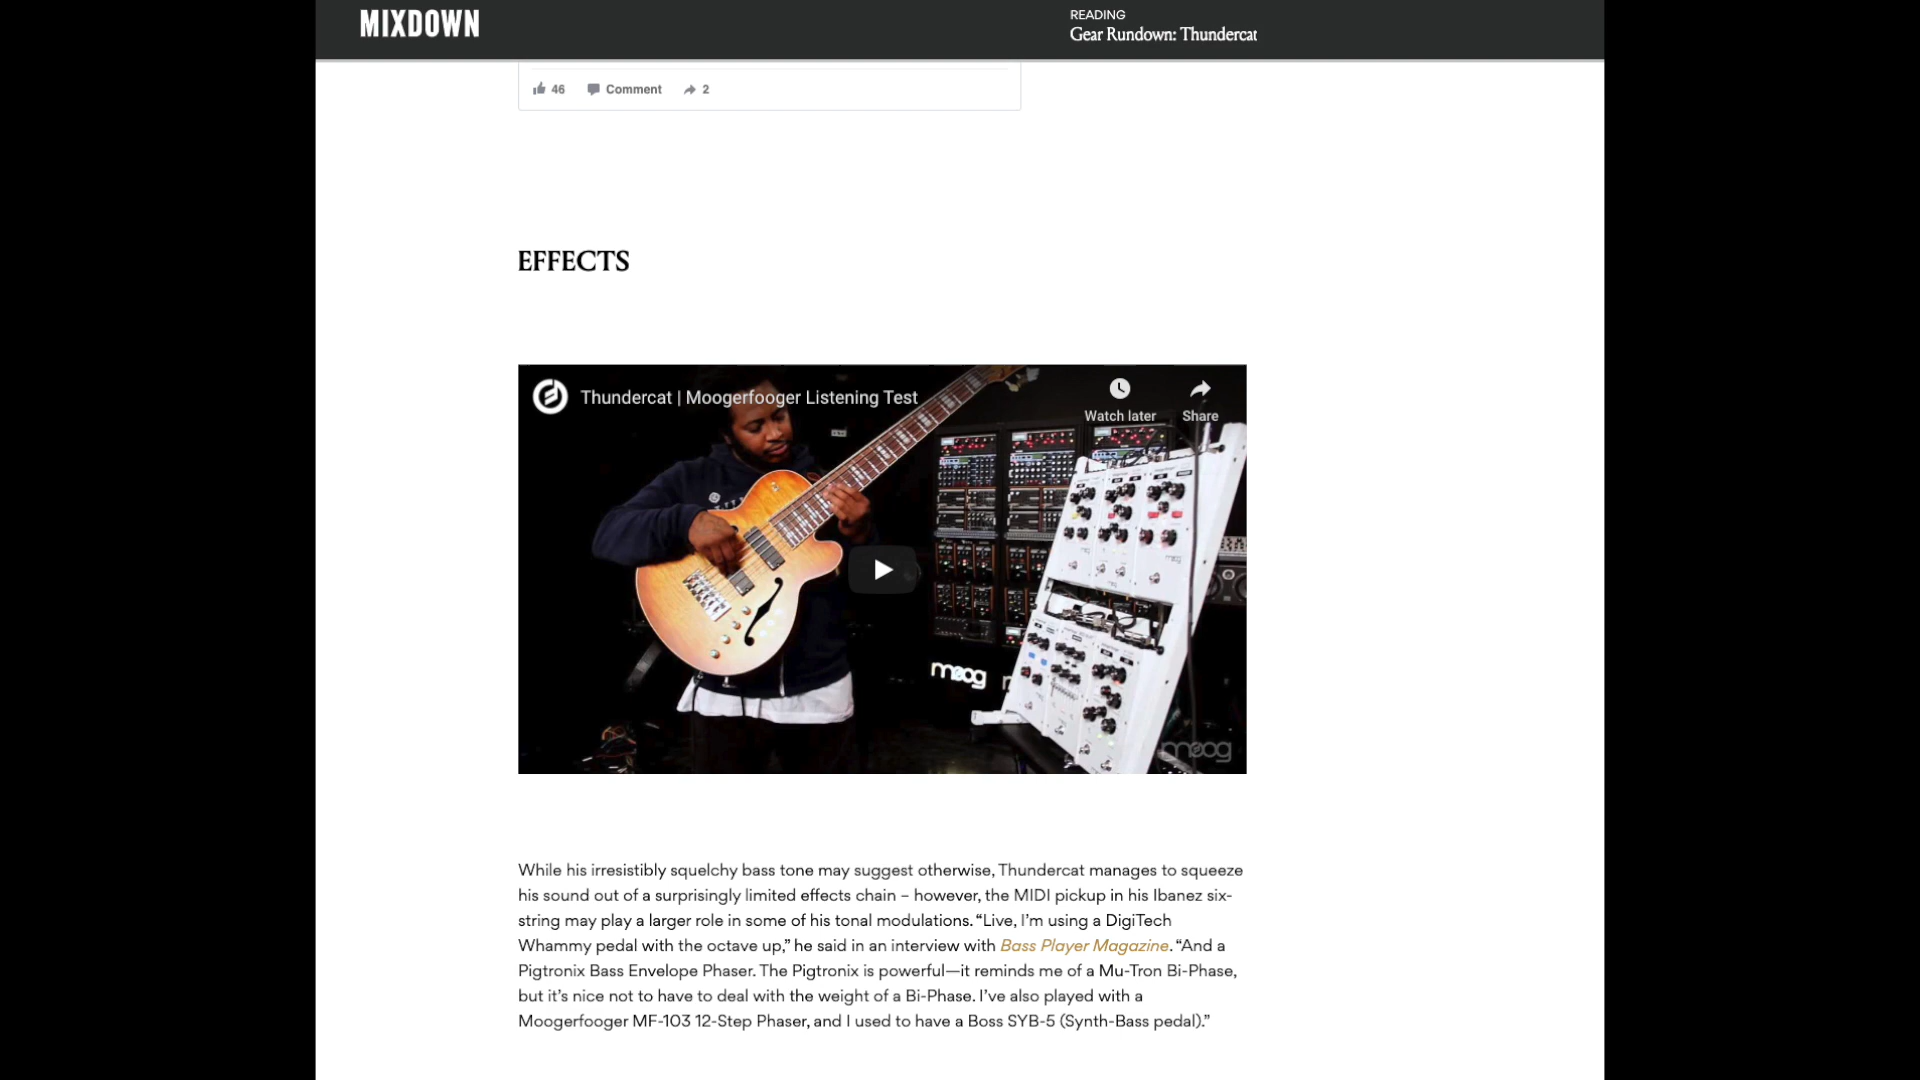 MIXDOWN
READING
Gear Rundown: Thundercat
46 Comment 2
EFFECTS
Thundercat | Moogerfooger Listening Test
Watch later
Share
moog
moog
While his irresistibly squelchy bass tone may suggest otherwise, Thundercat manages to squeeze
his sound out of a surprisingly limited effects chain – however, the MIDI pickup in his Ibanez six-
string may play a larger role in some of his tonal modulations. “Live, I’m using a DigiTech
Whammy pedal with the octave up,” he said in an interview with Bass Player Magazine. “And a
Pigtronix Bass Envelope Phaser. The Pigtronix is powerful—it reminds me of a Mu-Tron Bi-Phase,
but it’s nice not to have to deal with the weight of a Bi-Phase. I’ve also played with a
Moogerfooger MF-103 12-Step Phaser, and I used to have a Boss SYB-5 (Synth-Bass pedal).”